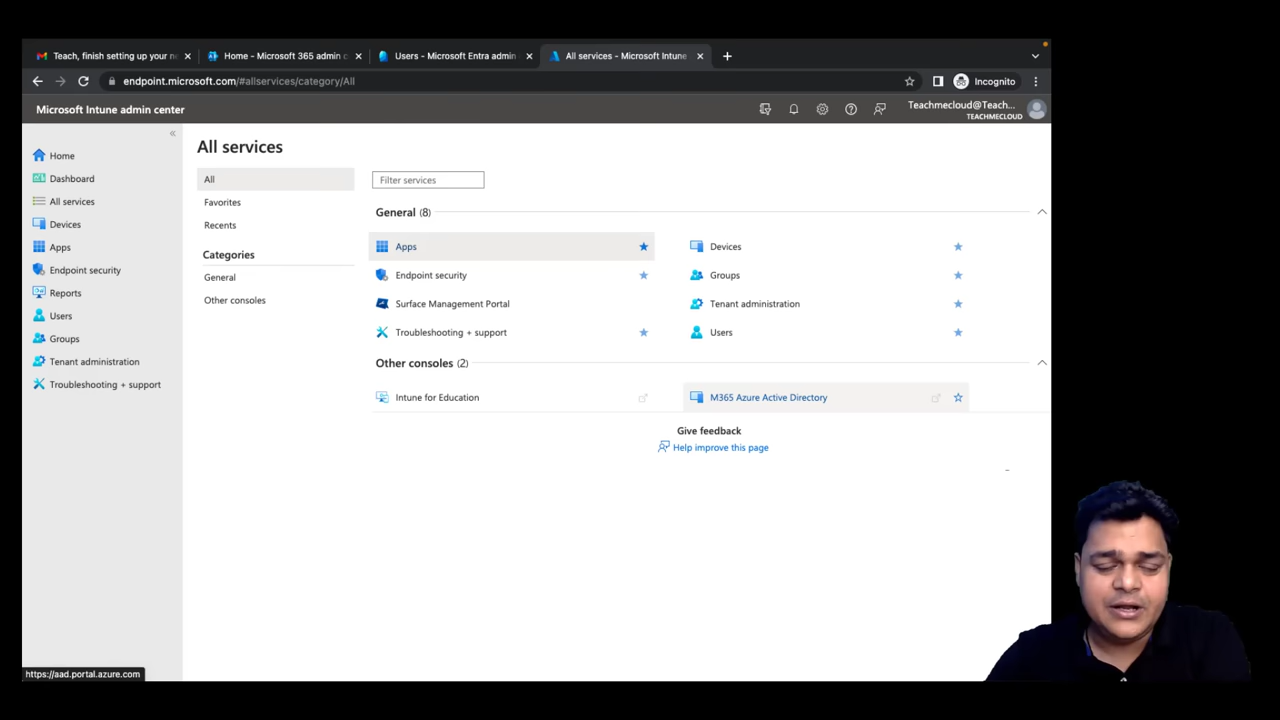 Teach, finish setting up your n
Home - Microsoft 365 admin c
Users - Microsoft Entra admin
All services - Microsoft Intune
endpoint.microsoft.com/#allservices/category/All
Incognito
Microsoft Intune admin center
Teachmecloud@Teach...
TEACHMECLOUD
Home
Dashboard
All services
Devices
Apps
Endpoint security
Reports
Users
Groups
Tenant administration
Troubleshooting + support
All services
All
Favorites
Recents
Categories
General
Other consoles
Filter services
General (8)
Apps
Devices
Endpoint security
Groups
Surface Management Portal
Tenant administration
Troubleshooting + support
Users
Other consoles (2)
Intune for Education
M365 Azure Active Directory
Give feedback
Help improve this page
https://aad.portal.azure.com